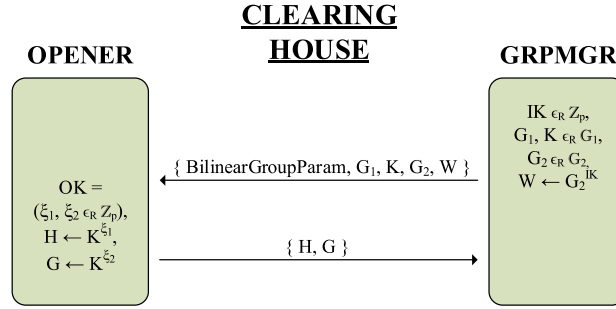 CLEARING
HOUSE
OPENER
GRPMGR
IK ϵR Zp,
G1, K ϵR G1,
G2 ϵR G2,
W ← G2^IK
{ BilinearGroupParam, G1, K, G2, W }
OK =
(ξ1, ξ2 ϵR Zp),
H ← K^ξ1,
G ← K^ξ2
{ H, G }